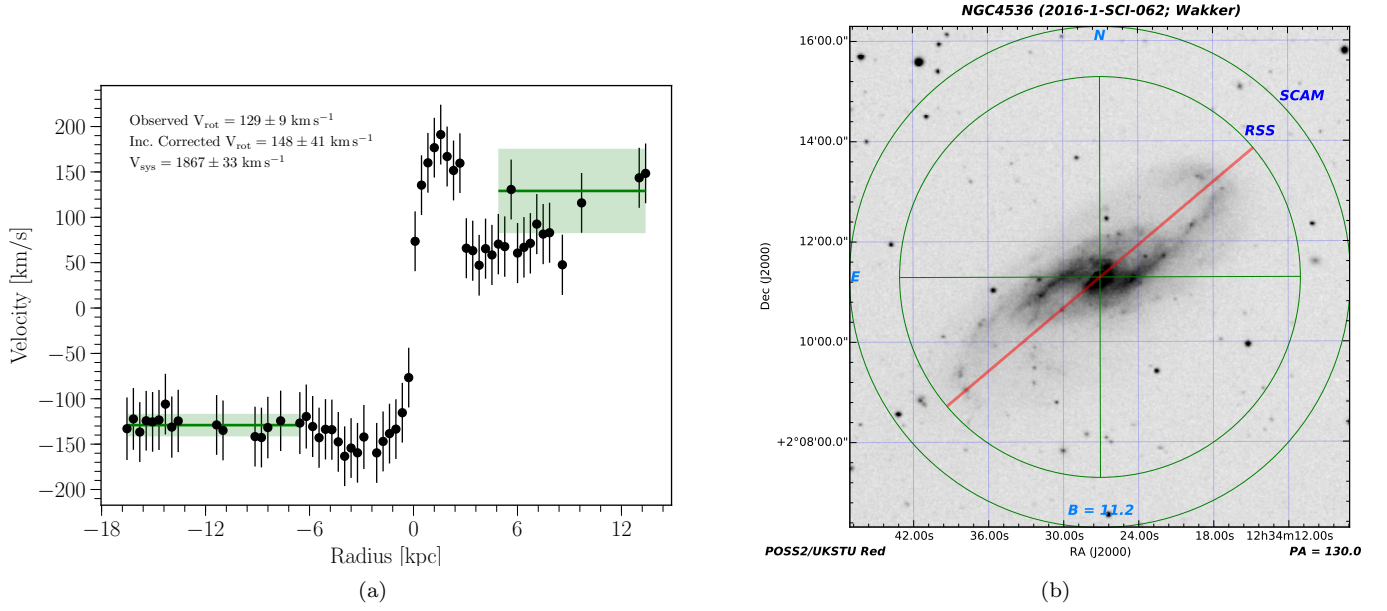 Observed V_rot = 129 ± 9 km s⁻¹
Inc. Corrected V_rot = 148 ± 41 km s⁻¹
V_sys = 1867 ± 33 km s⁻¹
Velocity [km/s]
200
150
100
50
0
−50
−100
−150
−200
−18 −12 −6 0 6 12
Radius [kpc]
(a)
NGC4536 (2016-1-SCI-062; Wakker)
N
SCAM
RSS
E
B = 11.2
Dec (J2000)
16'00.0"
14'00.0"
12'00.0"
10'00.0"
+2°08'00.0"
42.00s 36.00s 30.00s 24.00s 18.00s 12h34m12.00s
POSS2/UKSTU Red RA (J2000) PA = 130.0
(b)